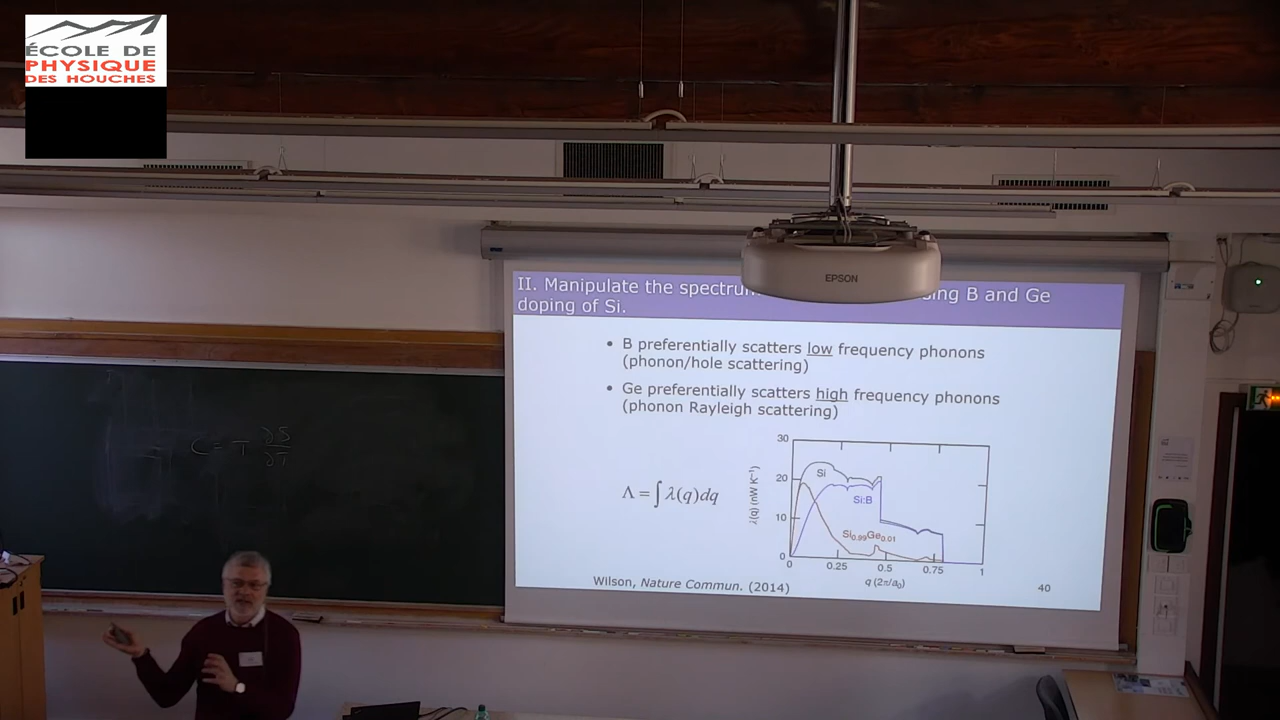 ÉCOLE DE
PHYSIQUE
DES HOUCHES
EPSON
II. Manipulate the spectrum sing B and Ge
doping of Si.
• B preferentially scatters low frequency phonons
(phonon/hole scattering)
• Ge preferentially scatters high frequency phonons
(phonon Rayleigh scattering)
Λ = ∫ λ(q)dq
λ(q) (nW K⁻¹)
30
20
10
0
Si
Si:B
Si₀.₉₉Ge₀.₀₁
0 0.25 0.5 0.75 1
q (2π/a₀)
Wilson, Nature Commun. (2014)
40
C = T ∂S/∂T